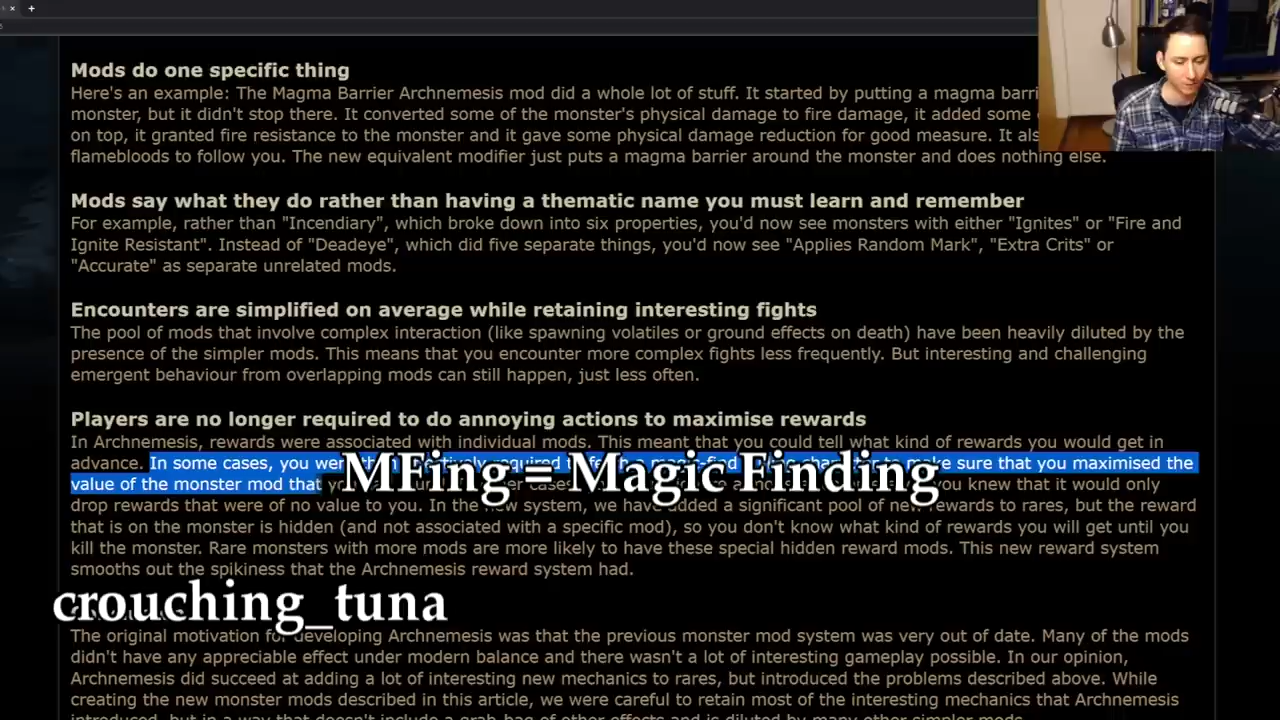 Mods do one specific thing
Here's an example: The Magma Barrier Archnemesis mod did a whole lot of stuff. It started by putting a magma
monster, but it didn't stop there. It converted some of the monster's physical damage to fire damage, it added some
on top, it granted fire resistance to the monster and it gave some physical damage reduction for good measure. It
flamebloods to follow you. The new equivalent modifier just puts a magma barrier around the monster and does nothing else.
Mods say what they do rather than having a thematic name you must learn and remember
For example, rather than "Incendiary", which broke down into six properties, you'd now see monsters with either "Ignites" or "Fire and
Ignite Resistant". Instead of "Deadeye", which did five separate things, you'd now see "Applies Random Mark", "Extra Crits" or
"Accurate" as separate unrelated mods.
Encounters are simplified on average while retaining interesting fights
The pool of mods that involve complex interaction (like spawning volatiles or ground effects on death) have been heavily diluted by the
presence of the simpler mods. This means that you encounter more complex fights less frequently. But interesting and challenging
emergent behaviour from overlapping mods can still happen, just less often.
Players are no longer required to do annoying actions to maximise rewards
In Archnemesis, rewards were associated with individual mods. This meant that you could tell what kind of rewards you would get in
advance. In some cases, you to make sure that you maximised the
value of the monster mod that you knew that it would only
MFing = Magic Finding
drop rewards that were of no value to you. In the new system, we have added a significant pool of new rewards to rares, but the reward
that is on the monster is hidden (and not associated with a specific mod), so you don't know what kind of rewards you will get until you
kill the monster. Rare monsters with more mods are more likely to have these special hidden reward mods. This new reward system
smooths out the spikiness that the Archnemesis reward system had.
crouching_tuna
The original motivation for developing Archnemesis was that the previous monster mod system was very out of date. Many of the mods
didn't have any appreciable effect under modern balance and there wasn't a lot of interesting gameplay possible. In our opinion,
Archnemesis did succeed at adding a lot of interesting new mechanics to rares, but introduced the problems described above. While
creating the new monster mods described in this article, we were careful to retain most of the interesting mechanics that Archnemesis
introduced, but in a way that doesn't include a grab-bag of other effects and is diluted by many other simpler mods.